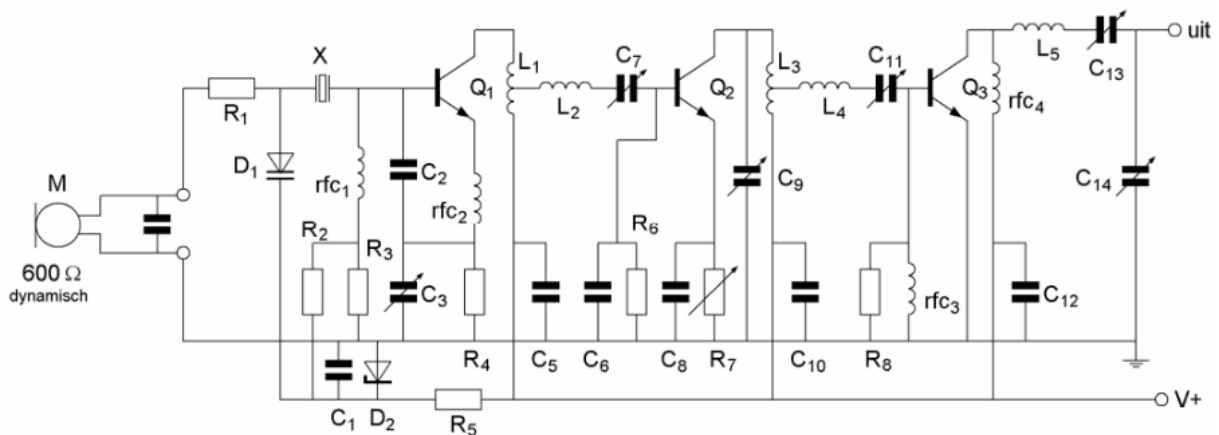 C₇ C₁₁ L₅ C₁₃ uit
X L₁ L₃
R₁ Q₁ L₂ Q₂ L₄ Q₃ rfc₄
D₁ rfc₁ C₂ rfc₂ C₉ C₁₄
M
R₂ R₃ R₆
600 Ω
dynamisch
C₃ rfc₃ C₁₂
R₄ C₅ C₆ C₈ R₇ C₁₀ R₈
C₁ D₂ R₅ V+